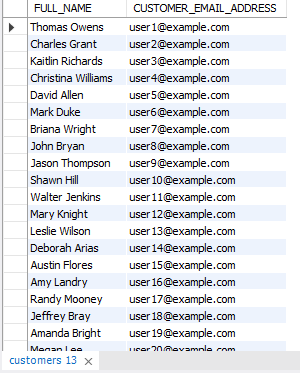 FULL_NAME CUSTOMER_EMAIL_ADDRESS
Thomas Owens user1@example.com
Charles Grant user2@example.com
Kaitlin Richards user3@example.com
Christina Williams user4@example.com
David Allen user5@example.com
Mark Duke user6@example.com
Briana Wright user7@example.com
John Bryan user8@example.com
Jason Thompson user9@example.com
Shawn Hill user10@example.com
Walter Jenkins user11@example.com
Mary Knight user12@example.com
Leslie Wilson user13@example.com
Deborah Arias user14@example.com
Austin Flores user15@example.com
Amy Landry user16@example.com
Randy Mooney user17@example.com
Jeffrey Bray user18@example.com
Amanda Bright user19@example.com
Megan Lee user20@example.com
customers 13